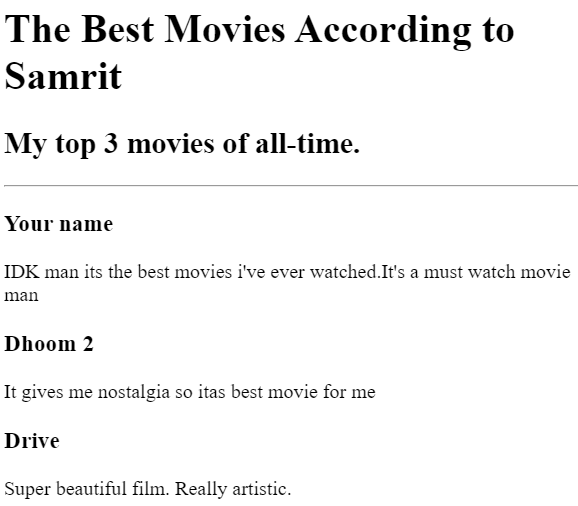 The Best Movies According to
Samrit
My top 3 movies of all-time.
Your name
IDK man its the best movies i've ever watched.It's a must watch movie
man
Dhoom 2
It gives me nostalgia so itas best movie for me
Drive
Super beautiful film. Really artistic.